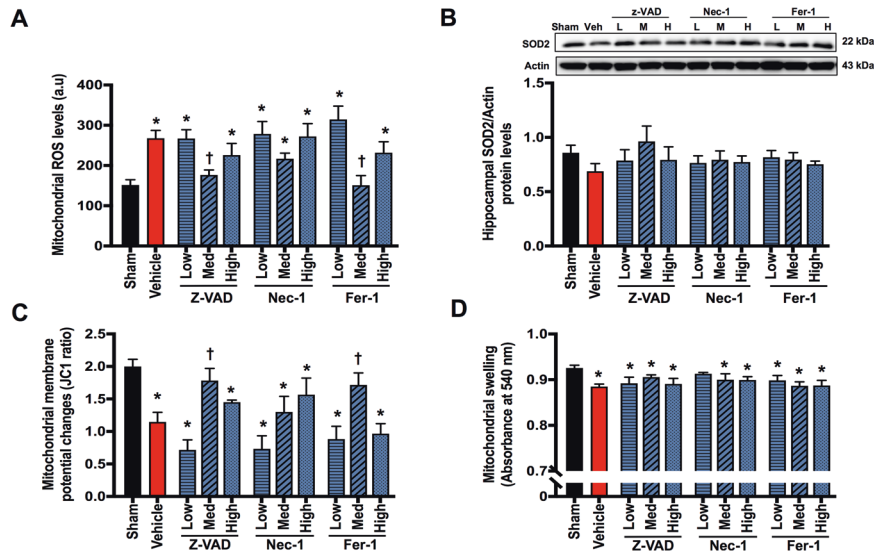 A
Mitochondrial ROS levels (a.u)
400
300
200
100
0
* * † * * * * * † *
Sham
Vehicle
Low
Med
High
Low
Med
High
Low
Med
High
Z-VAD
Nec-1
Fer-1
B
z-VAD
Nec-1
Fer-1
Sham Veh L M H L M H L M H
SOD2
22 kDa
Actin
43 kDa
Hippocampal SOD2/Actin
protein levels
1.5
1.0
0.5
0.0
Sham
Vehicle
Low
Med
High
Low
Med
High
Low
Med
High
Z-VAD
Nec-1
Fer-1
C
Mitochondrial membrane
potential changes (JC1 ratio)
2.5
2.0
1.5
1.0
0.5
0.0
* * † * * * * * † *
Sham
Vehicle
Low
Med
High
Low
Med
High
Low
Med
High
Z-VAD
Nec-1
Fer-1
D
Mitochondrial swelling
(Absorbance at 540 nm)
1.0
0.9
0.8
0.7
0
* * * * * * * * *
Sham
Vehicle
Low
Med
High
Low
Med
High
Low
Med
High
Z-VAD
Nec-1
Fer-1